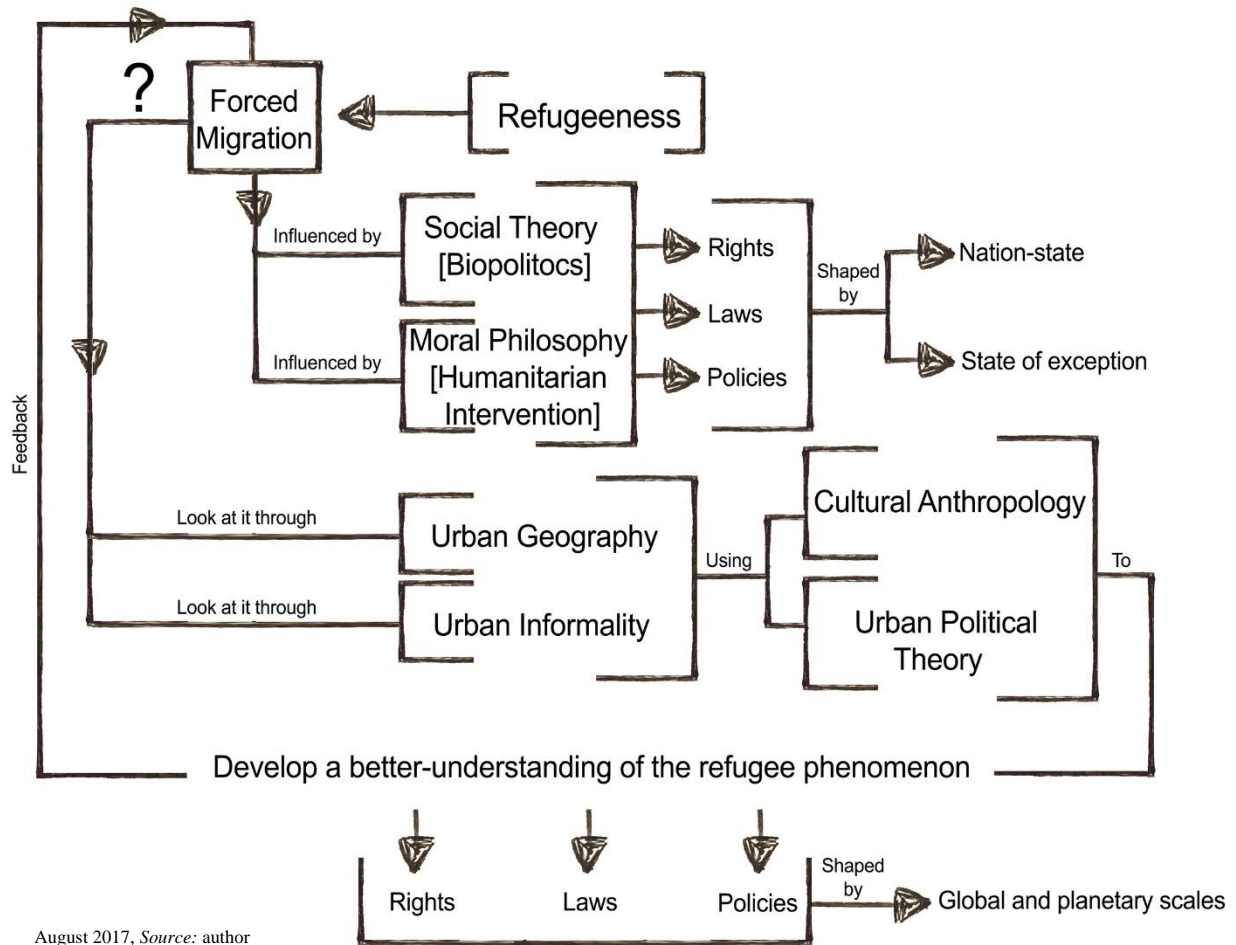 ?
Forced
Migration
Refugeeness
Influenced by
Social Theory
[Biopolitocs]
Influenced by
Moral Philosophy
[Humanitarian
Intervention]
Rights
Laws
Policies
Shaped
by
Nation-state
State of exception
Feedback
Look at it through
Urban Geography
Look at it through
Urban Informality
Using
Cultural Anthropology
Urban Political
Theory
To
Develop a better-understanding of the refugee phenomenon
Rights
Laws
Policies
Shaped
by
Global and planetary scales
August 2017, Source: author